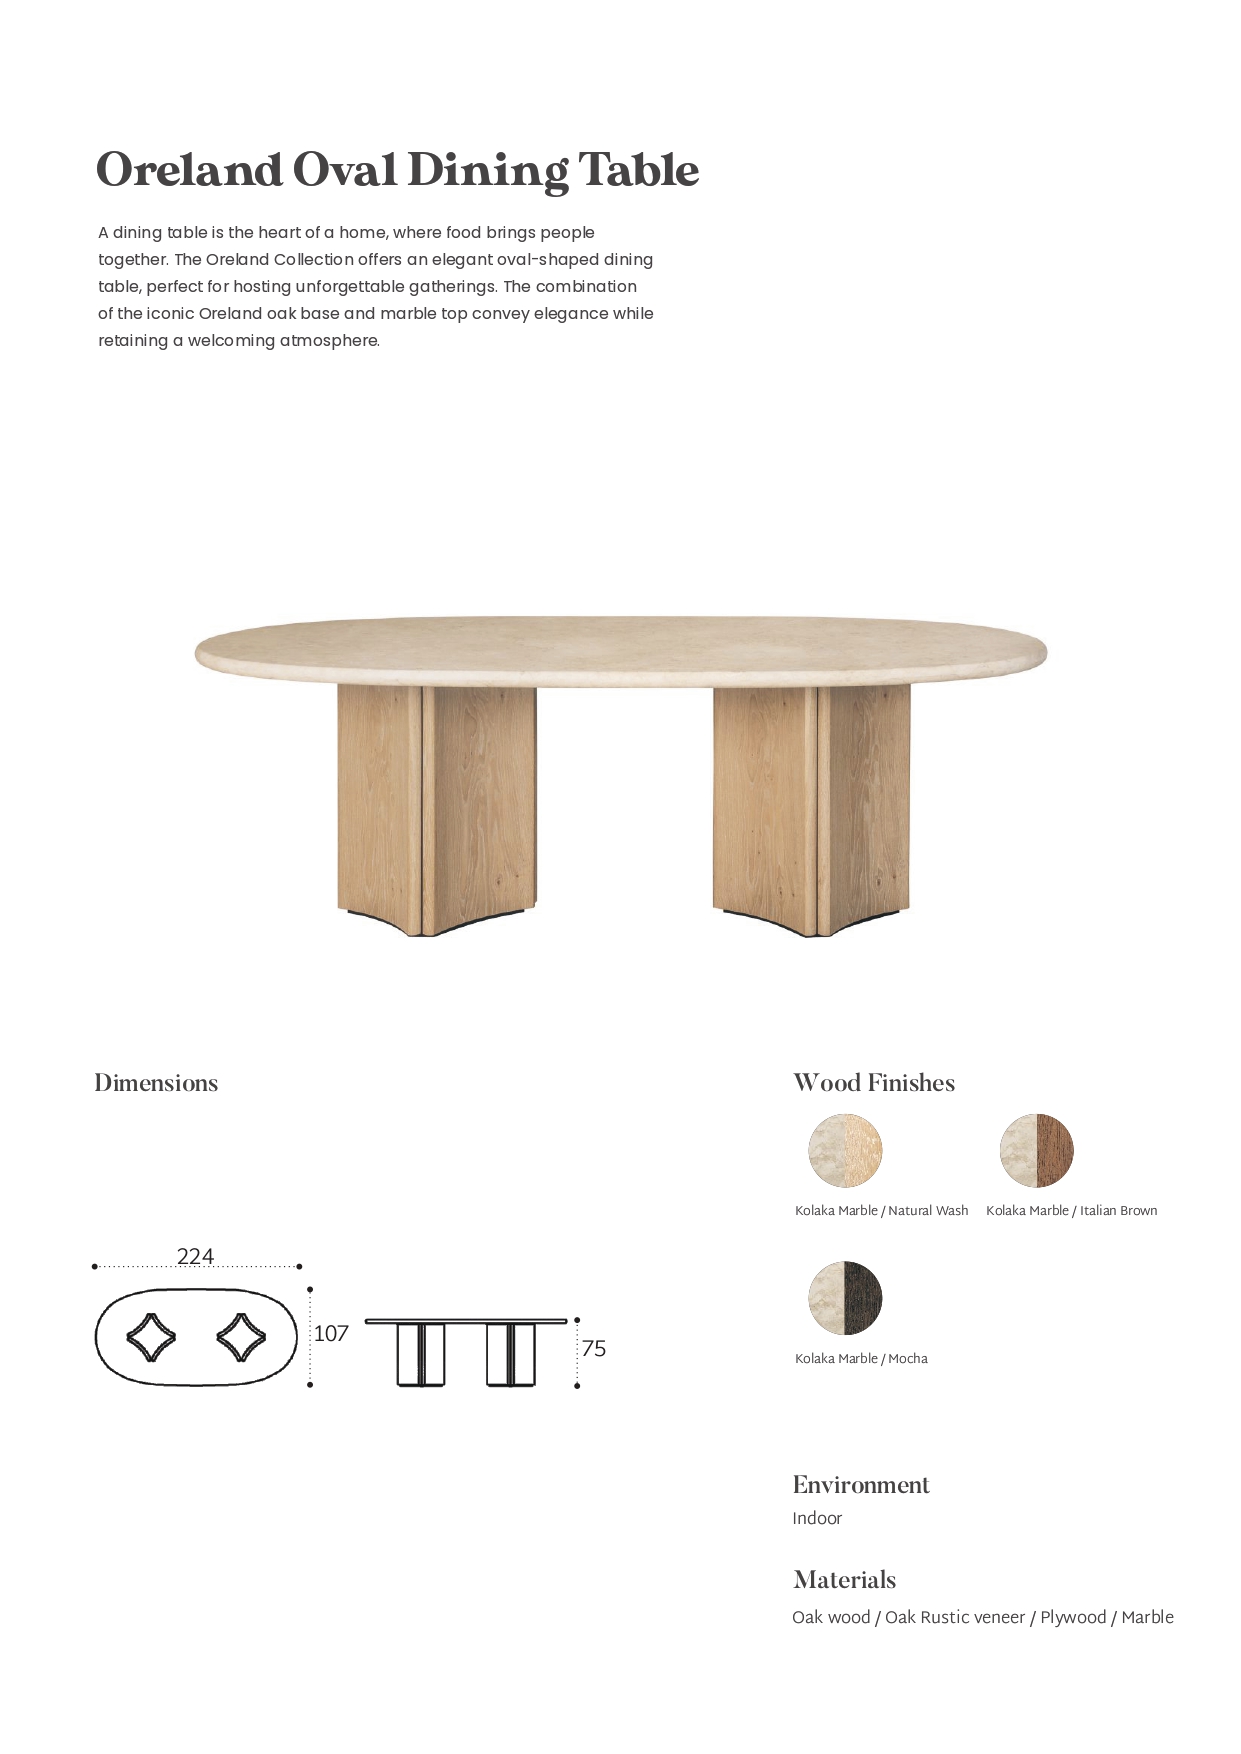 Oreland Oval Dining Table
A dining table is the heart of a home, where food brings people
together. The Oreland Collection offers an elegant oval-shaped dining
table, perfect for hosting unforgettable gatherings. The combination
of the iconic Oreland oak base and marble top convey elegance while
retaining a welcoming atmosphere.
Dimensions
224
107
75
Wood Finishes
Kolaka Marble / Natural Wash
Kolaka Marble / Italian Brown
Kolaka Marble / Mocha
Environment
Indoor
Materials
Oak wood / Oak Rustic veneer / Plywood / Marble